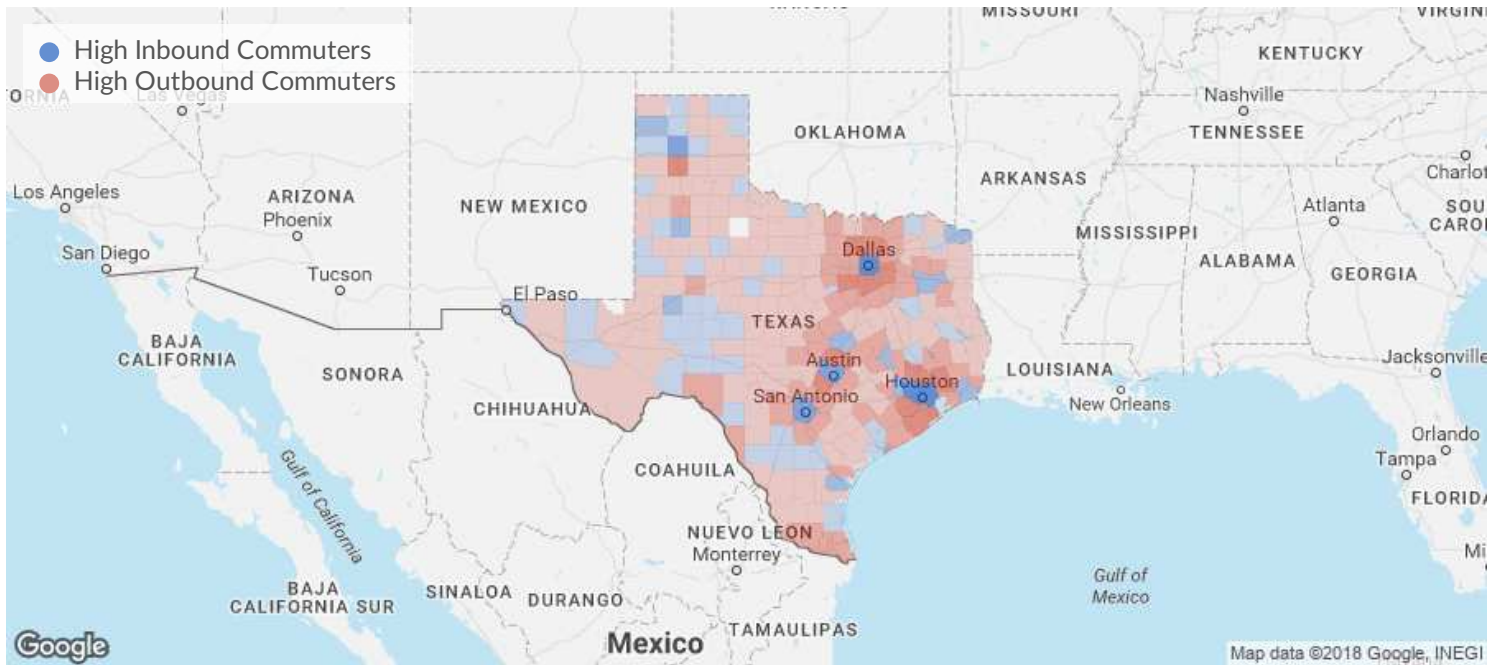 High Inbound Commuters
High Outbound Commuters
MISSOURI
KENTUCKY
Las Vegas
Nashville
OKLAHOMA
TENNESSEE
Los Angeles
ARIZONA
Phoenix
NEW MEXICO
ARKANSAS
Atlanta
San Diego
Tucson
Dallas
MISSISSIPPI
ALABAMA
GEORGIA
El Paso
TEXAS
BAJA
CALIFORNIA
SONORA
Austin
Houston
LOUISIANA
Jacksonville
CHIHUAHUA
San Antonio
New Orleans
Gulf of California
COAHUILA
Orlando
Tampa
FLORIDA
NUEVO LEON
Monterrey
BAJA
CALIFORNIA SUR
SINALOA
DURANGO
Gulf of
Mexico
Mexico
TAMAULIPAS
Google
Map data ©2018 Google, INEGI